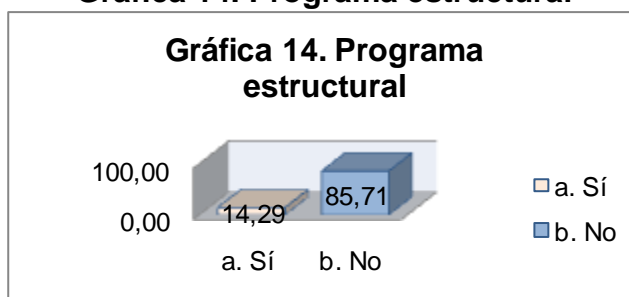 Gráfica 14. Programa estructural
Gráfica 14. Programa
estructural
100,00
0,00
14,29
85,71
a. Sí
b. No
a. Sí
b. No